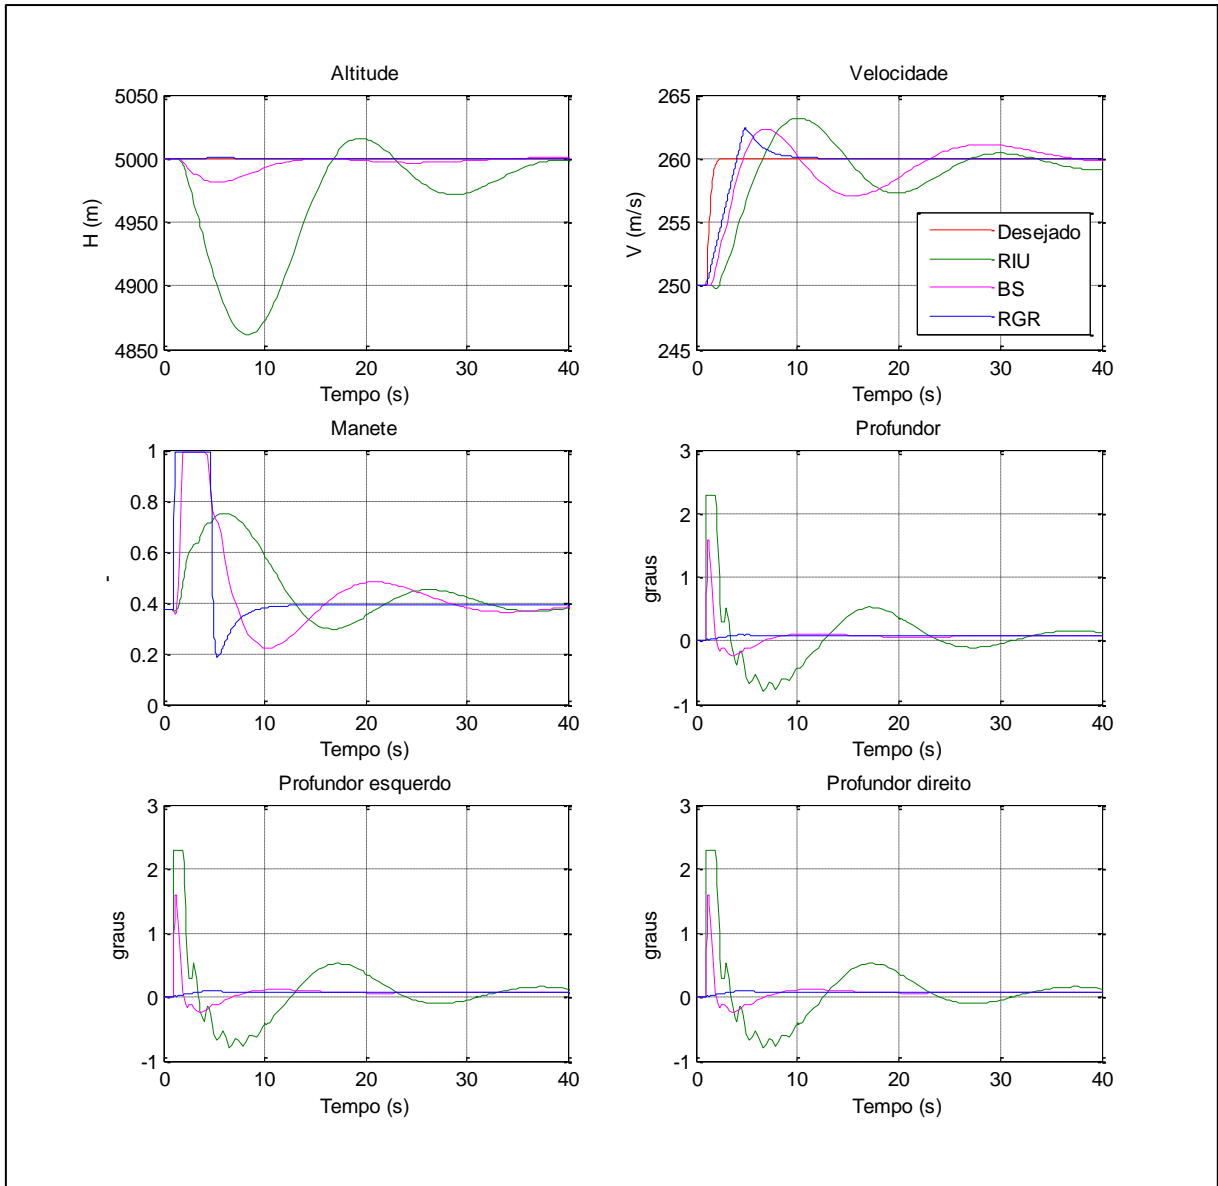 Altitude
5050
5000
4950
4900
4850
H (m)
0 10 20 30 40
Tempo (s)
Velocidade
265
260
255
250
245
V (m/s)
Desejado
RIU
BS
RGR
0 10 20 30 40
Tempo (s)
Manete
1
0.8
0.6
0.4
0.2
0
-
0 10 20 30 40
Tempo (s)
Profundor
3
2
1
0
-1
graus
0 10 20 30 40
Tempo (s)
Profundor esquerdo
3
2
1
0
-1
graus
0 10 20 30 40
Tempo (s)
Profundor direito
3
2
1
0
-1
graus
0 10 20 30 40
Tempo (s)